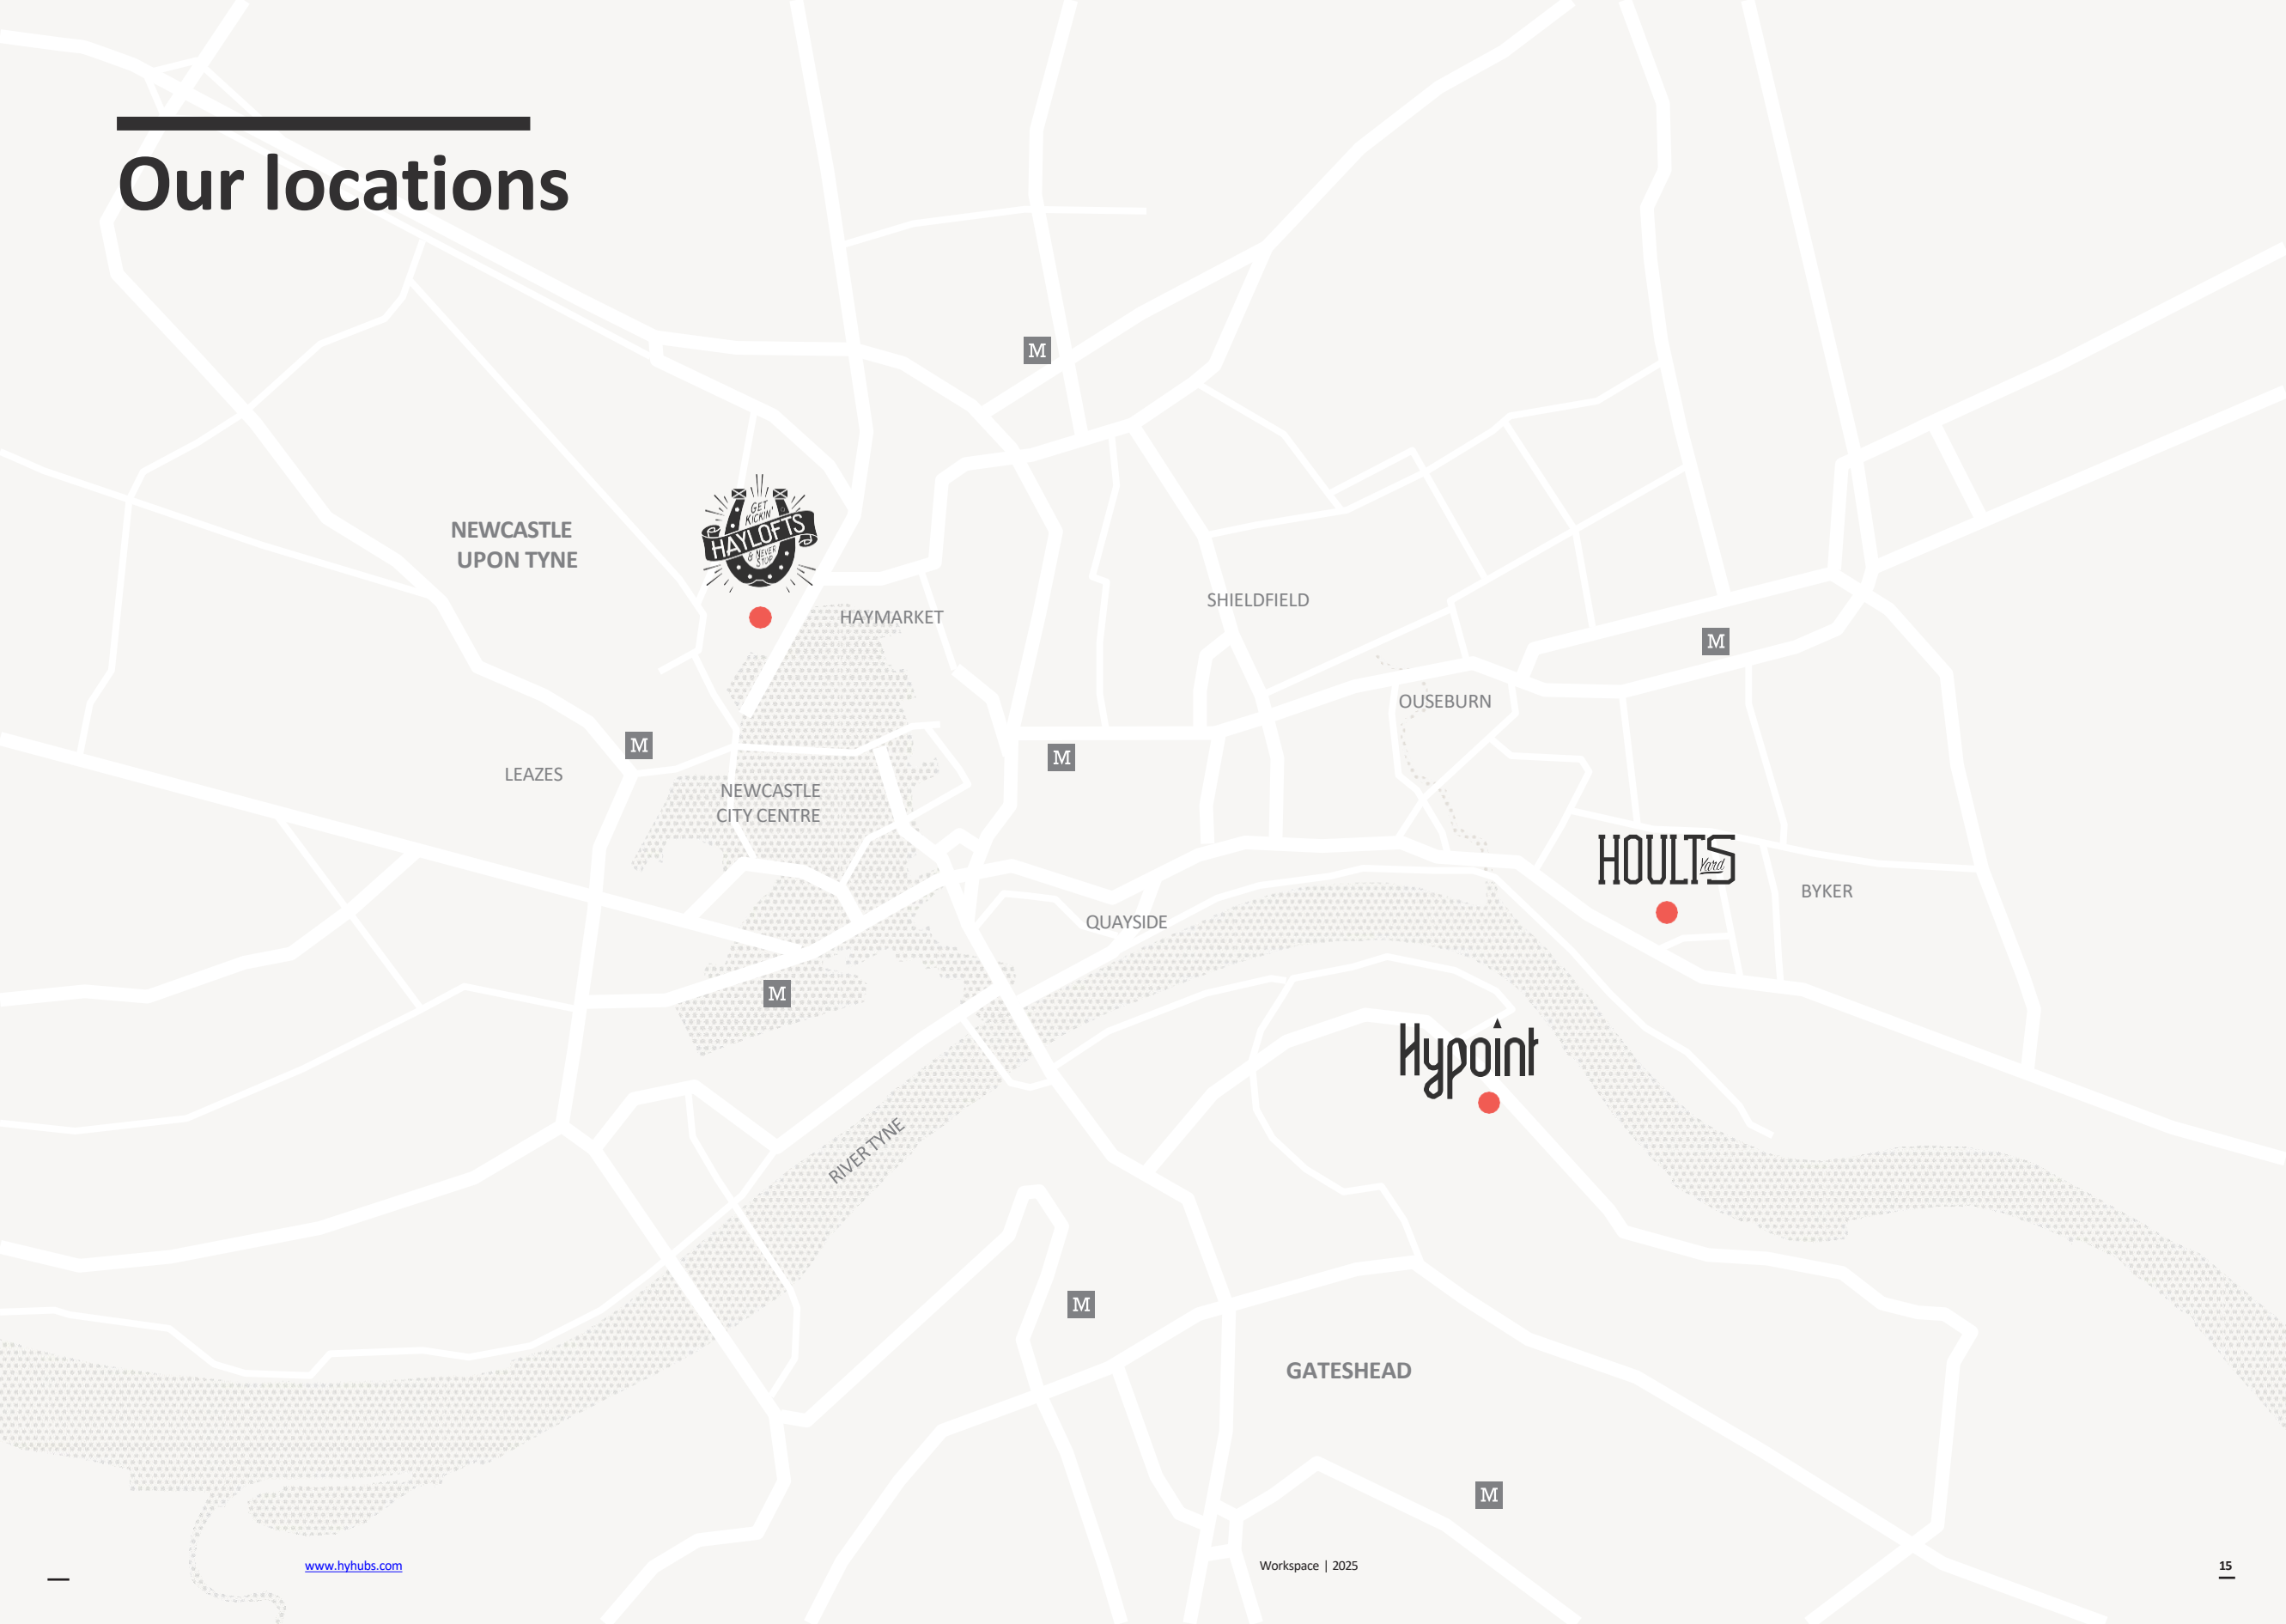 Our locations
M
NEWCASTLE
UPON TYNE
GET
KICKIN'
HAYLOFTS
& NEVER
STOP
HAYMARKET
SHIELDFIELD
M
OUSEBURN
M
M
LEAZES
NEWCASTLE
CITY CENTRE
HOULTS
Yard
BYKER
QUAYSIDE
M
Hypoint
RIVER TYNE
M
GATESHEAD
M
www.hyhubs.com
Workspace | 2025
15